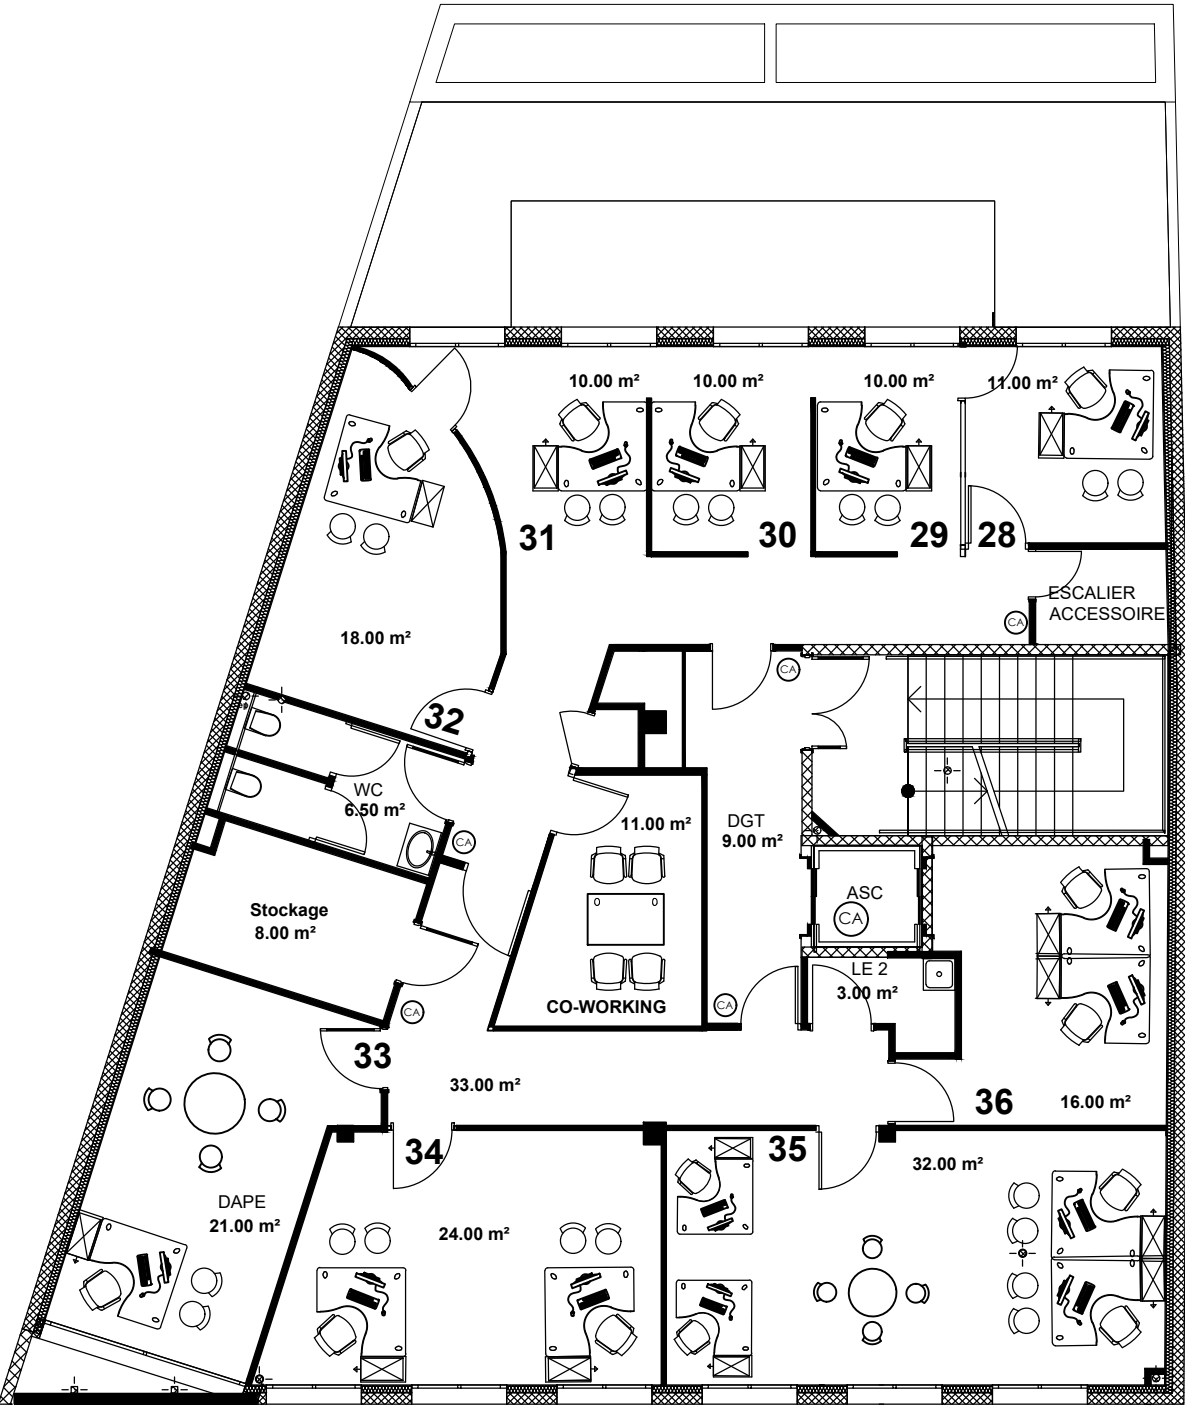 10.00 m²
10.00 m²
10.00 m²
11.00 m²
31
30
29
28
ESCALIER
ACCESSOIRE
CA
18.00 m²
CA
32
WC
6.50 m²
11.00 m²
DGT
9.00 m²
CA
ASC
CA
Stockage
8.00 m²
LE 2
3.00 m²
CO-WORKING
CA
CA
33
33.00 m²
36
16.00 m²
34
35
32.00 m²
DAPE
21.00 m²
24.00 m²